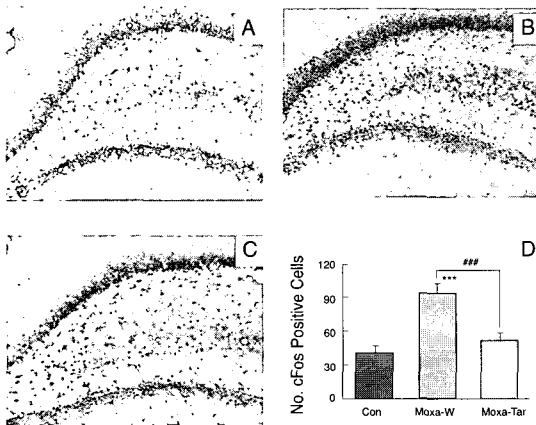 A
B
C
D
No. cFos Positive Cells
120
90
60
30
0
###
***
Con
Moxa-W
Moxa-Tar